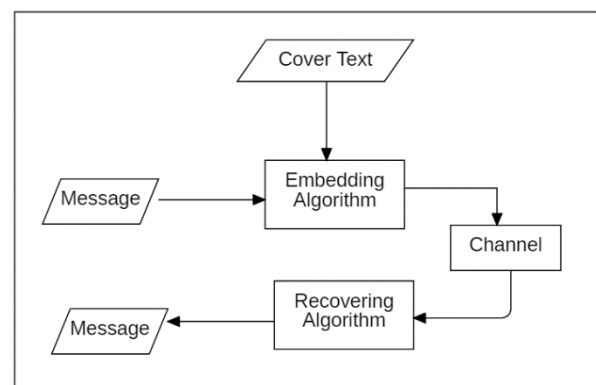 Cover Text
Message
Embedding
Algorithm
Channel
Recovering
Algorithm
Message